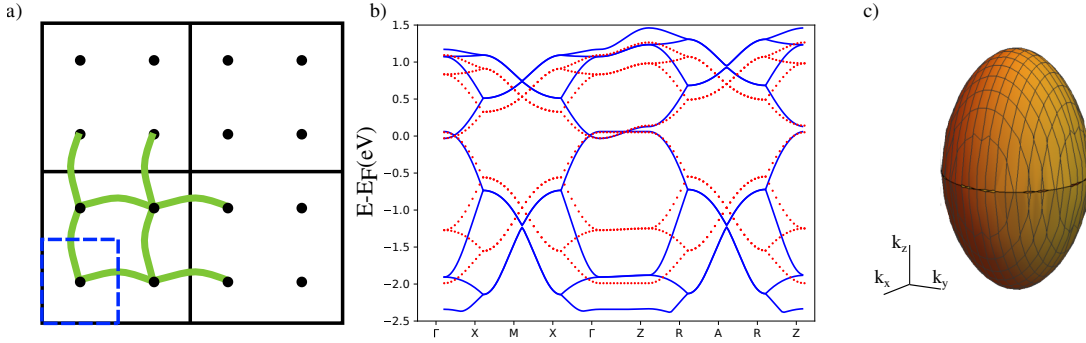 a)
b)
c)
1.5
1.0
0.5
0.0
−0.5
−1.0
−1.5
−2.0
−2.5
E-EF(eV)
Γ X M X Γ Z R A R Z
kz
kx ky